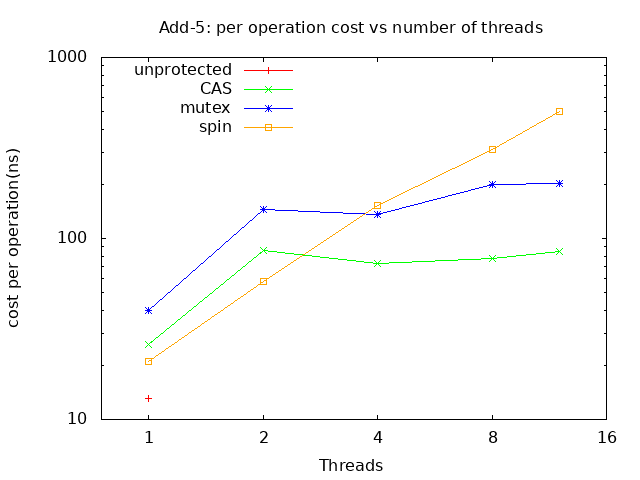 Add-5: per operation cost vs number of threads
1000
unprotected
CAS
mutex
spin
cost per operation(ns)
100
10
1 2 4 8 16
Threads